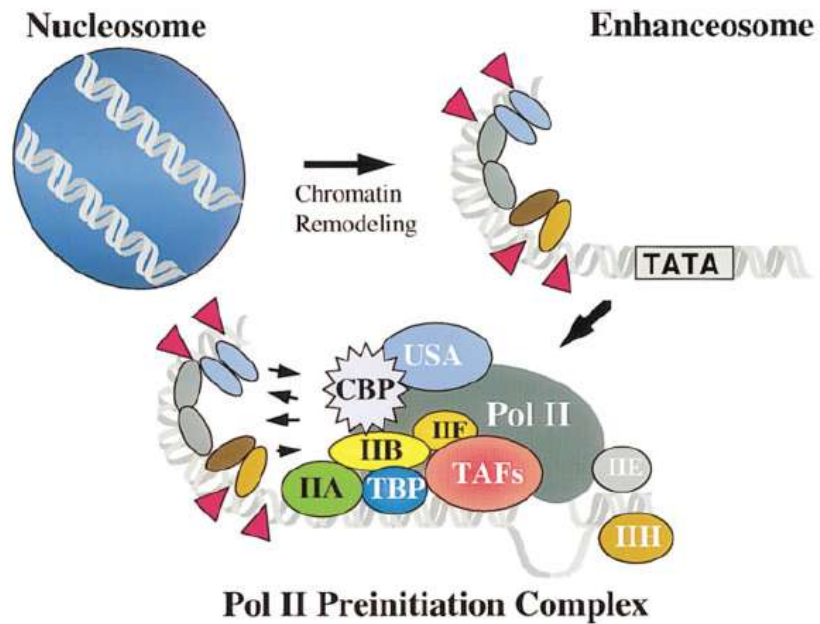 Nucleosome
Enhanceosome
Chromatin
Remodeling
TATA
USA
CBP
Pol II
IIF
IIB
TAFs
IIE
IIA
TBP
IIH
Pol II Preinitiation Complex